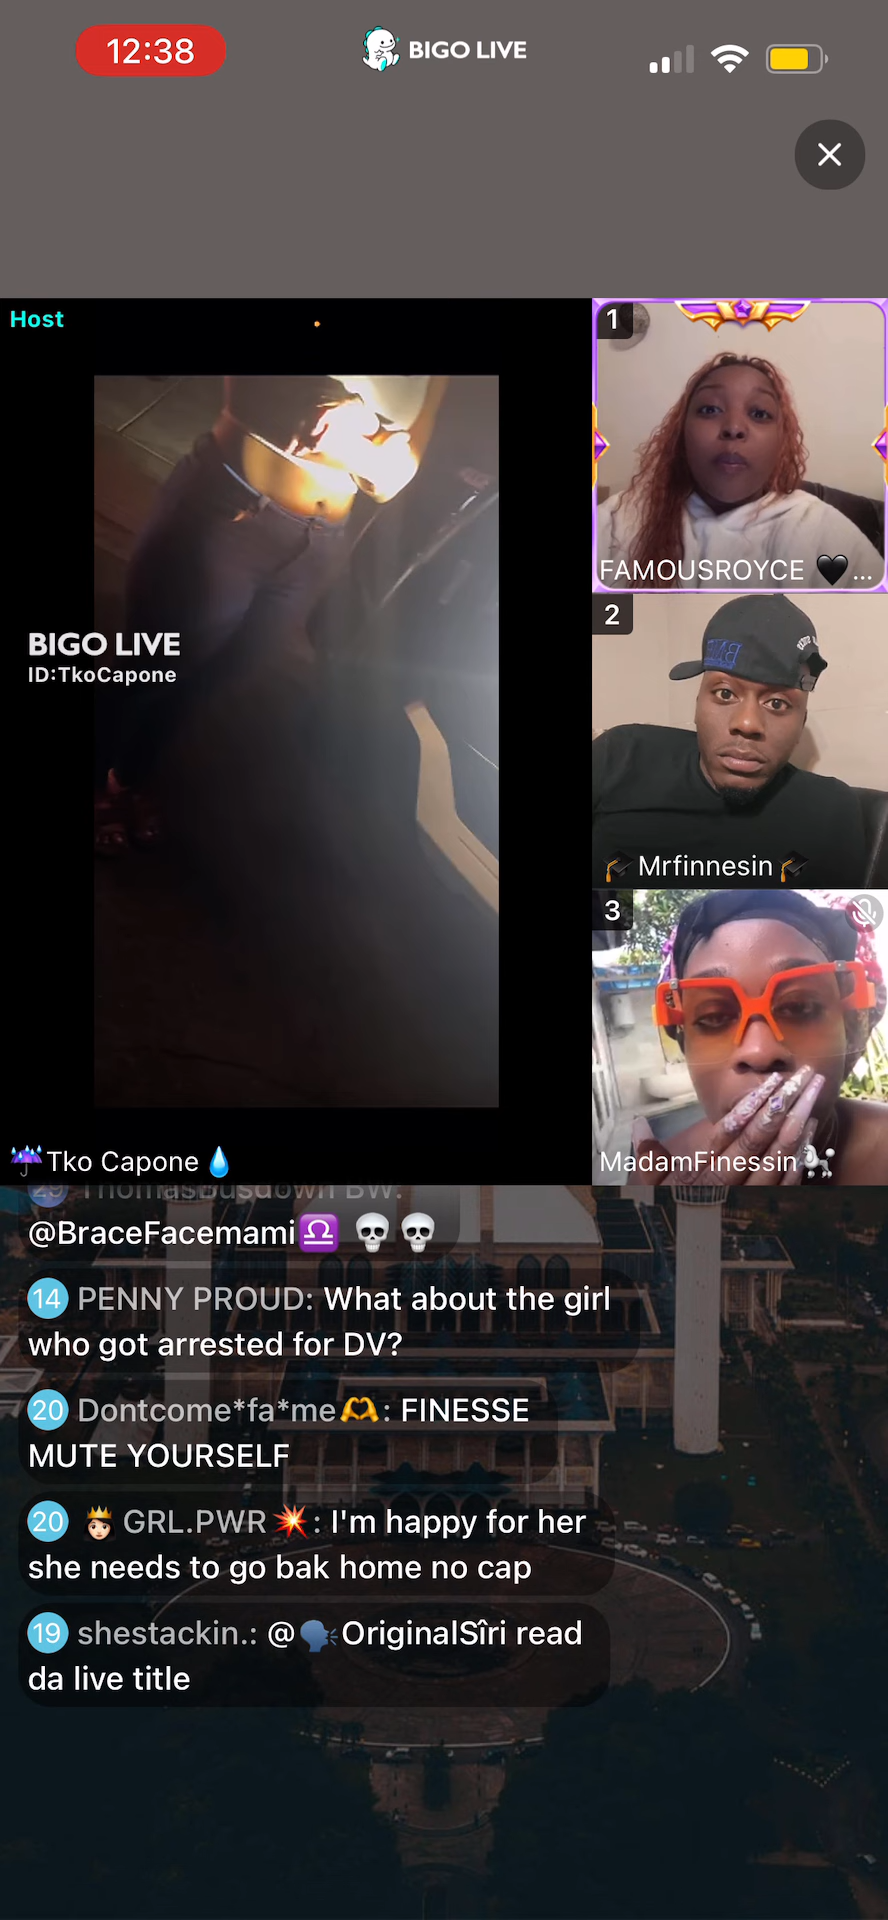 12:38
BIGO LIVE
Host
1
FAMOUSROYCE 🖤...
2
BIGO LIVE
ID:TkoCapone
🎓Mrfinnesin🎓
3
☔Tko Capone💧
MadamFinessin🐩
29 ThomasBusdown BW:
@BraceFacemami♎ 💀💀
14 PENNY PROUD: What about the girl
who got arrested for DV?
20 Dontcome*fa*me🫶: FINESSE
MUTE YOURSELF
20 👸🏻GRL.PWR💥: I'm happy for her
she needs to go bak home no cap
19 shestackin.: @🗣️OriginalSîri read
da live title